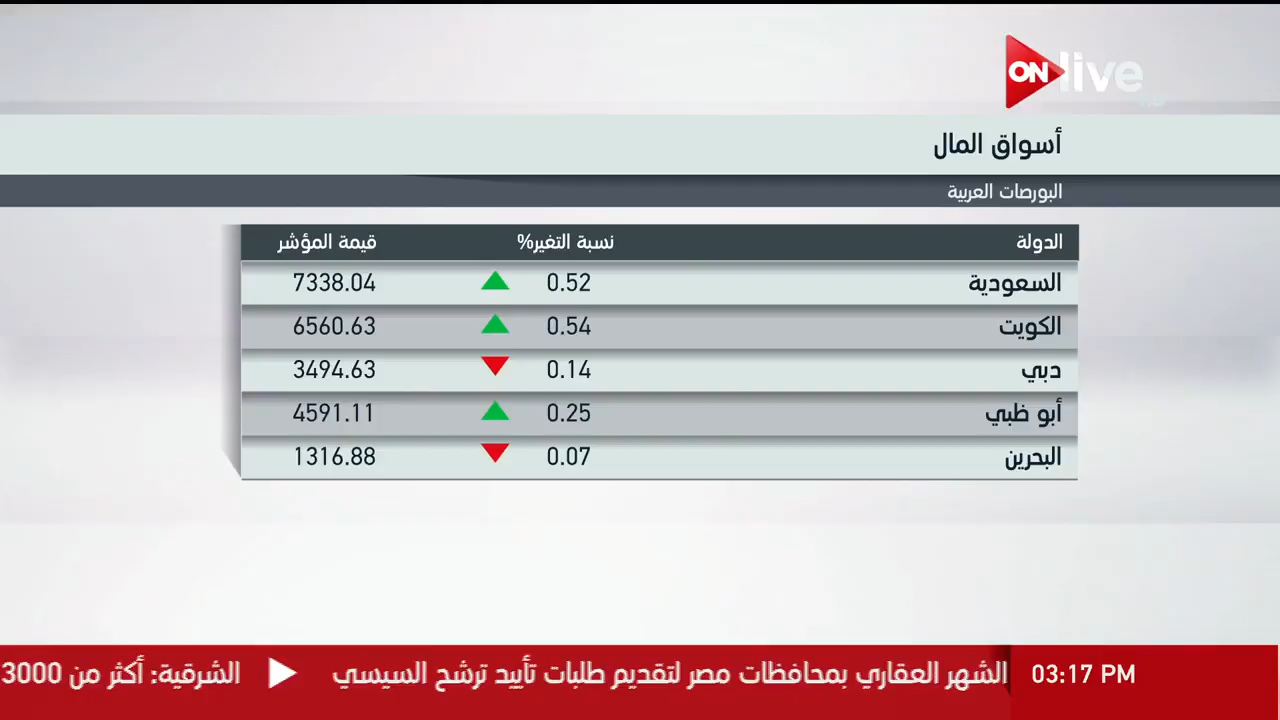 ON live
أسواق المال
البورصات العربية
الدولة نسبة التغير% قيمة المؤشر
السعودية 0.52 7338.04
الكويت 0.54 6560.63
دبي 0.14 3494.63
أبو ظبي 0.25 4591.11
البحرين 0.07 1316.88
03:17 PM
الشهر العقاري بمحافظات مصر لتقديم طلبات تأييد ترشح السيسي
الشرقية: أكثر من 3000